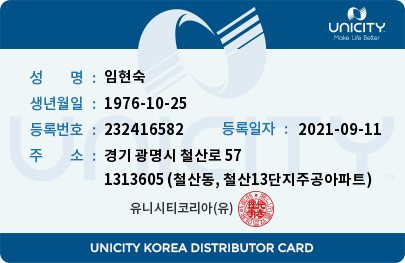 UNICITY
Make Life Better
성 명 : 임현숙
생년월일 : 1976-10-25
등록번호 : 232416582 등록일자 : 2021-09-11
주 소 : 경기 광명시 철산로 57
1313605 (철산동, 철산13단지주공아파트)
UNICITY
유니시티코리아(유)
UNICITY KOREA DISTRIBUTOR CARD